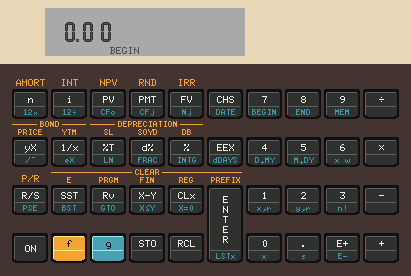 0.00
BEGIN
AMORT INT NPV RND IRR
n i PV PMT FV CHS 7 8 9 ÷
12x 12÷ CFo CFj Nj DATE BEGIN END MEM
BOND DEPRECIATION
PRICE YTM SL SOYD DB
yX 1/x %T d% % EEX 4 5 6 ×
eX LN FRAC INTG dDAYS D.MY M.DY x w
CLEAR
P/R E PRGM FIN REG PREFIX
R/S SST Rv X-Y CLx ENTER 1 2 3 -
PSE BST GTO X≤Y X=0 x,r y,r n!
ON f g STO RCL 0 . E+ +
LSTx x s E-